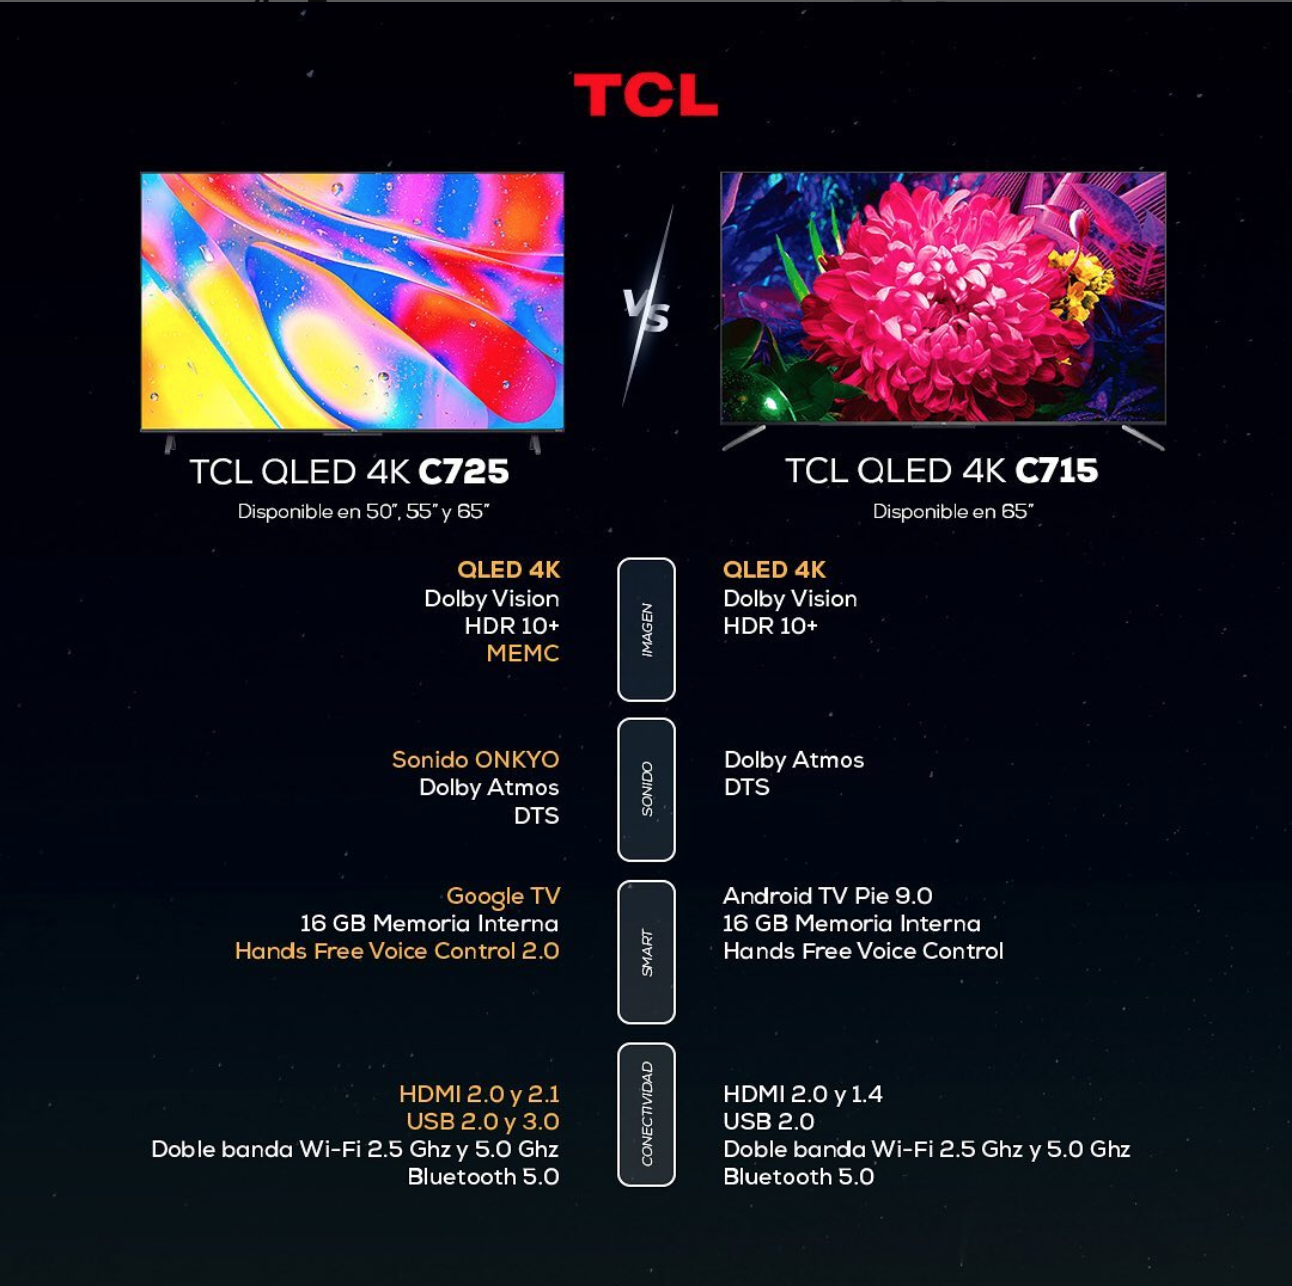 TCL
VS
TCL QLED 4K C725
Disponible en 50”, 55” y 65”
TCL QLED 4K C715
Disponible en 65”
IMAGEN
QLED 4K
Dolby Vision
HDR 10+
MEMC
QLED 4K
Dolby Vision
HDR 10+
SONIDO
Sonido ONKYO
Dolby Atmos
DTS
Dolby Atmos
DTS
SMART
Google TV
16 GB Memoria Interna
Hands Free Voice Control 2.0
Android TV Pie 9.0
16 GB Memoria Interna
Hands Free Voice Control
CONECTIVIDAD
HDMI 2.0 y 2.1
USB 2.0 y 3.0
Doble banda Wi-Fi 2.5 Ghz y 5.0 Ghz
Bluetooth 5.0
HDMI 2.0 y 1.4
USB 2.0
Doble banda Wi-Fi 2.5 Ghz y 5.0 Ghz
Bluetooth 5.0